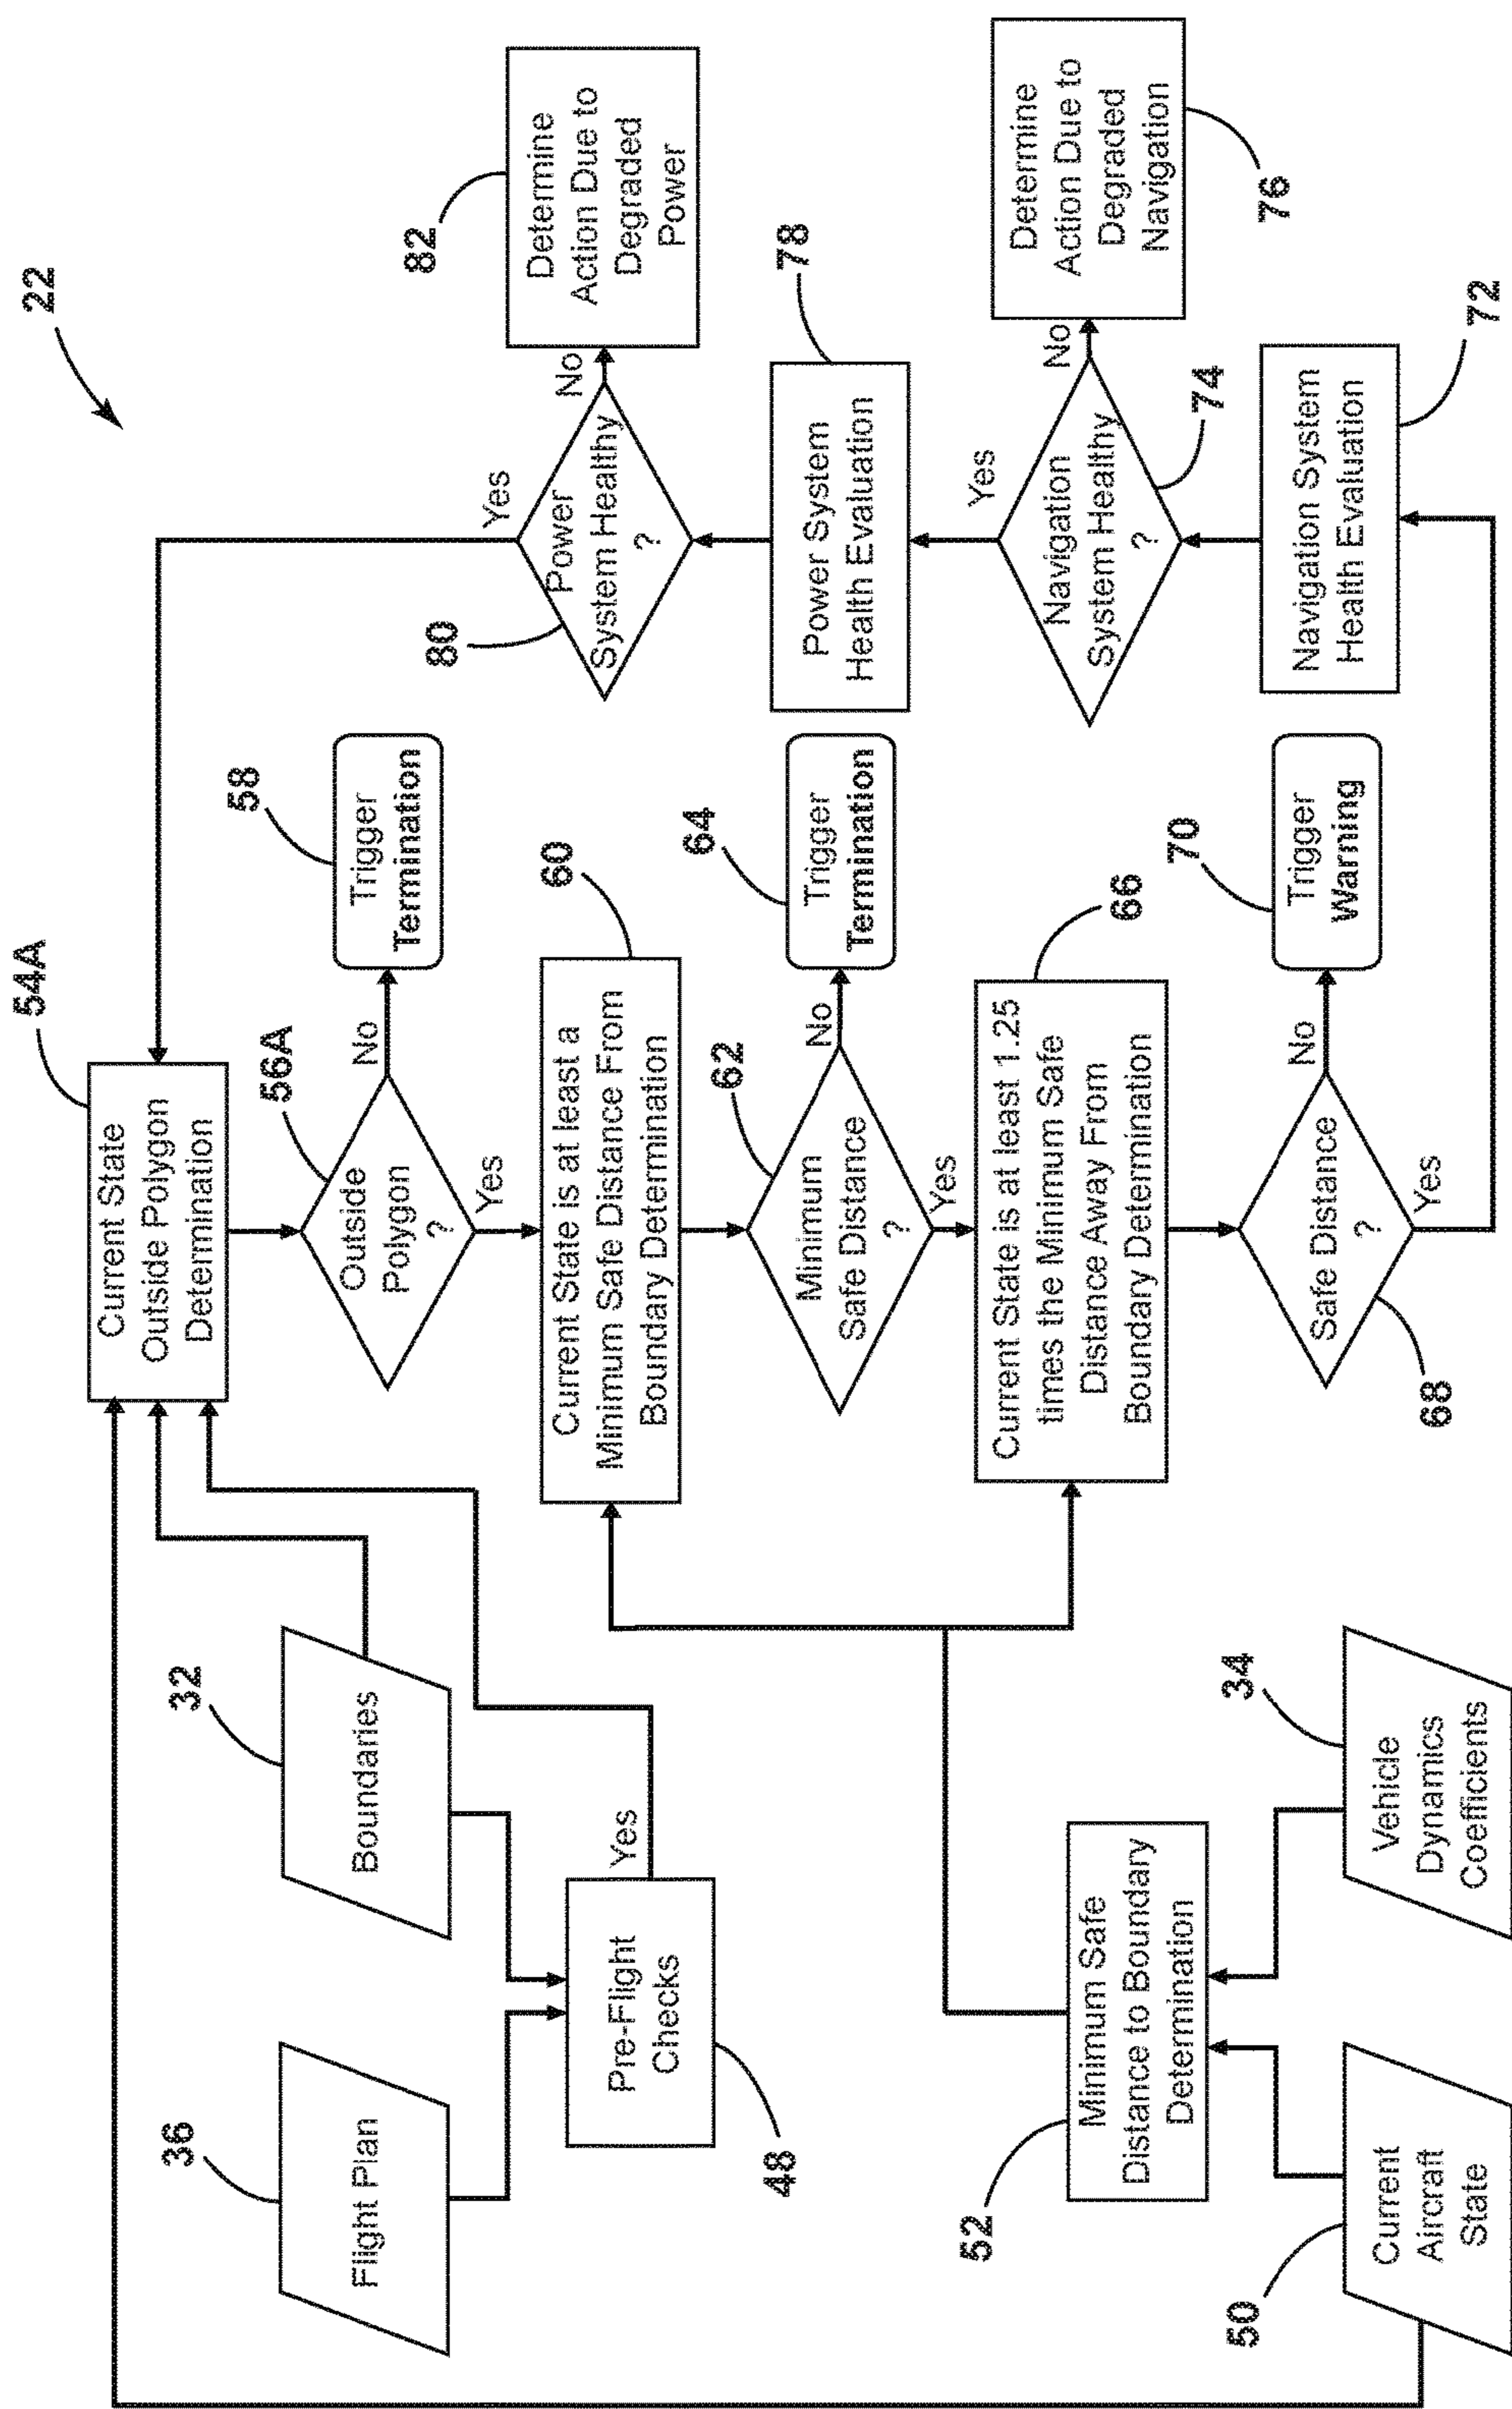 22
36
Flight Plan
32
Boundaries
Pre-Flight
Checks
48
Yes
50
Current
Aircraft
State
34
Vehicle
Dynamics
Coefficients
52
Minimum Safe
Distance to Boundary
Determination
54A
Current State
Outside Polygon
Determination
56A
Outside
Polygon
?
No
Yes
58
Trigger
Termination
60
Current State is at least a
Minimum Safe Distance From
Boundary Determination
62
Minimum
Safe Distance
?
No
Yes
64
Trigger
Termination
66
Current State is at least 1.25
times the Minimum Safe
Distance Away From
Boundary Determination
68
Safe Distance
?
No
Yes
70
Trigger
Warning
72
Navigation System
Health Evaluation
74
Navigation
System Healthy
?
No
Yes
76
Determine
Action Due to
Degraded
Navigation
78
Power System
Health Evaluation
80
Power
System Healthy
?
No
Yes
82
Determine
Action Due to
Degraded
Power